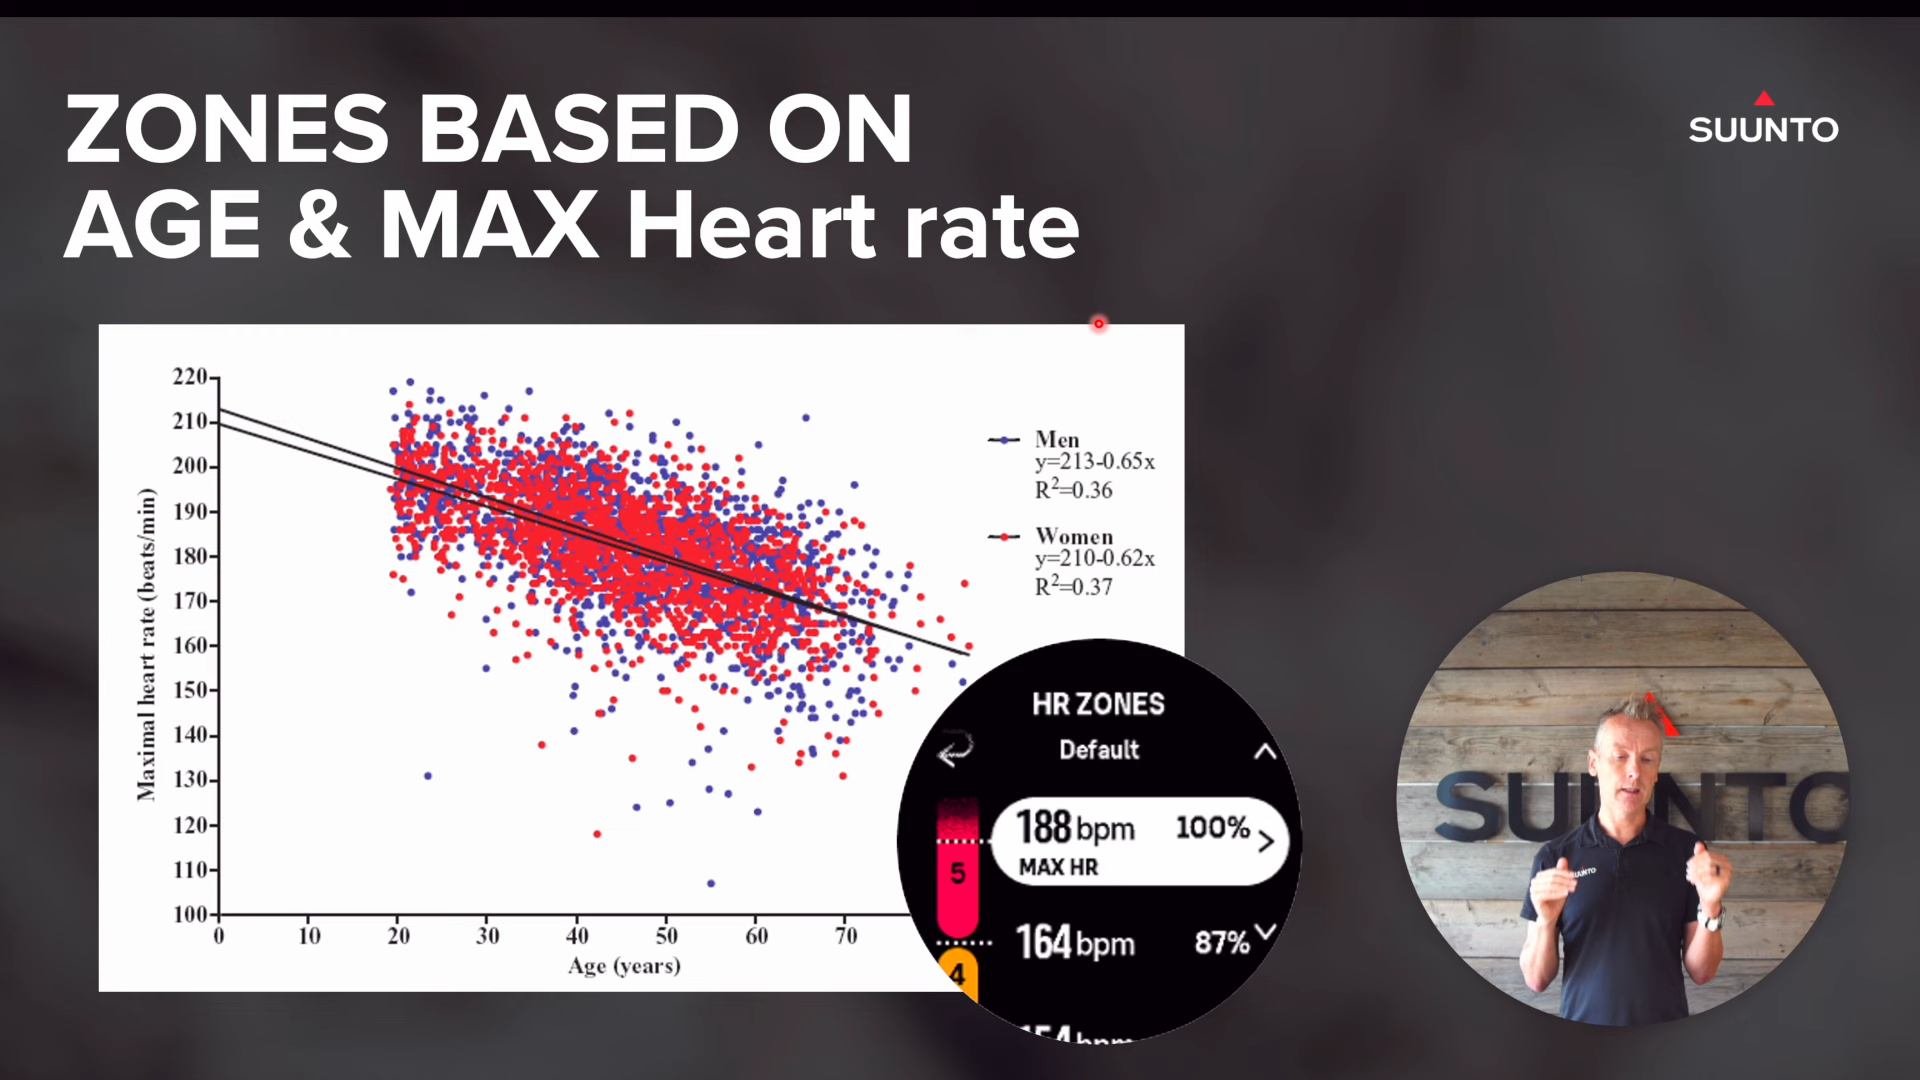 ZONES BASED ON
AGE & MAX Heart rate
SUUNTO
220
210
200
190
180
170
160
150
140
130
120
110
100
0 10 20 30 40 50 60 70
Maximal heart rate (beats/min)
Age (years)
Men
y=213-0.65x
R²=0.36
Women
y=210-0.62x
R²=0.37
HR ZONES
Default
188 bpm 100%
MAX HR
5
164 bpm 87%
4
154 bpm
SUUNTO
SUUNTO